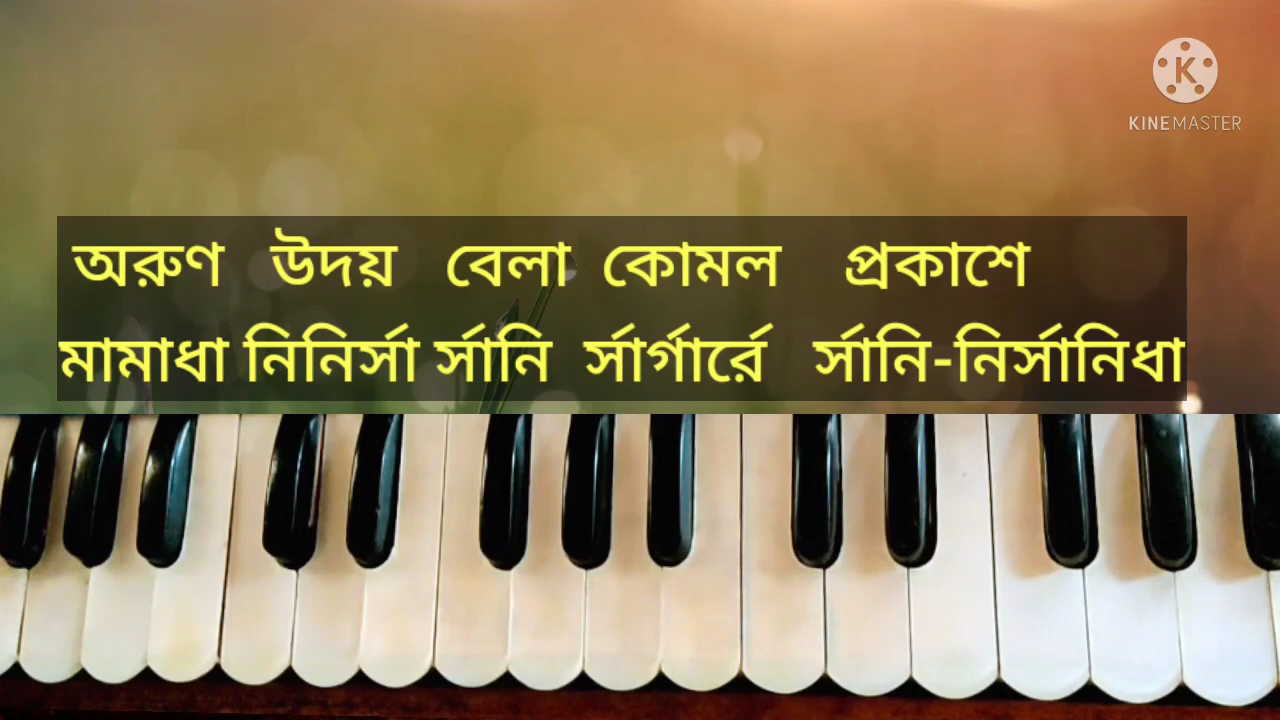 KINEMASTER
অরুণ উদয় বেলা কোমল প্রকাশে
মামাধা নিনির্সা র্সানি র্সার্গার্রে র্সানি-নির্সানিধা